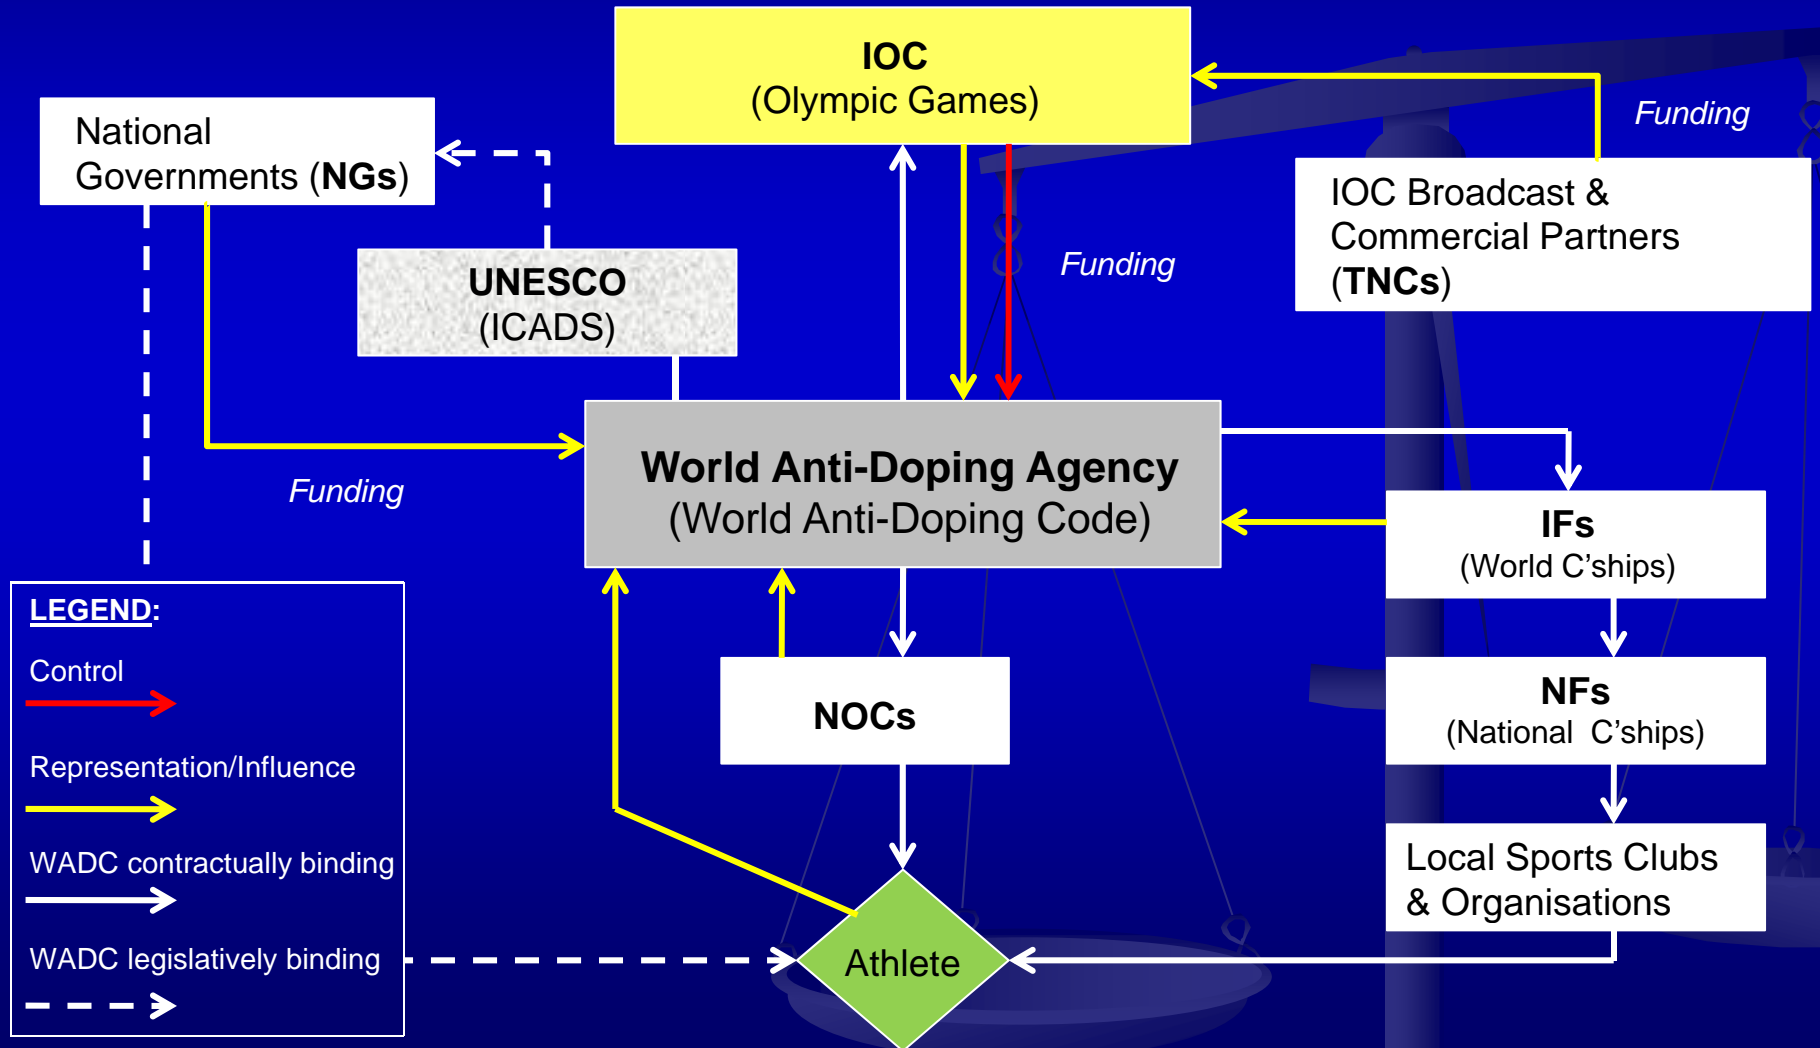 IOC
(Olympic Games)
Funding
National
Governments (NGs)
IOC Broadcast &
Commercial Partners
(TNCs)
UNESCO
(ICADS)
Funding
World Anti-Doping Agency
(World Anti-Doping Code)
Funding
IFs
(World C'ships)
LEGEND:
Control
Representation/Influence
WADC contractually binding
WADC legislatively binding
NOCs
NFs
(National  C'ships)
Local Sports Clubs
& Organisations
Athlete